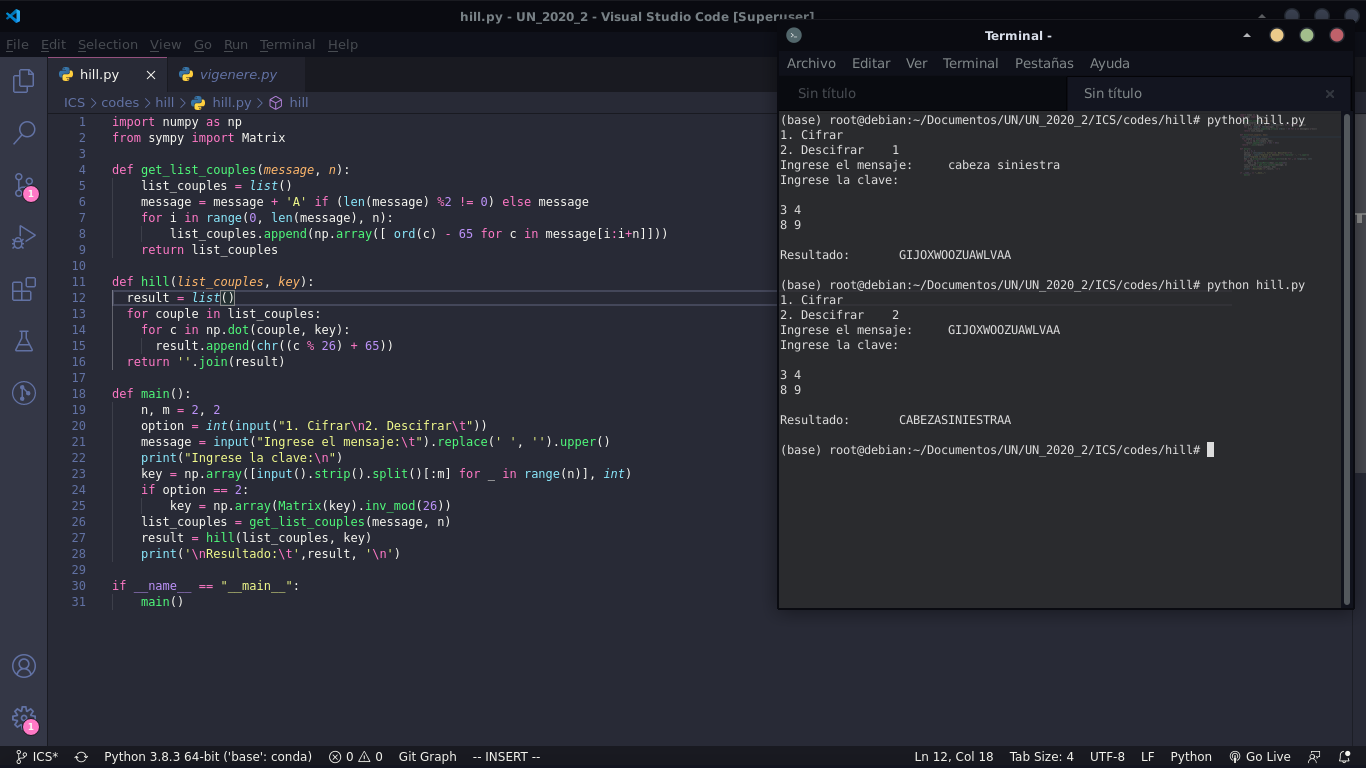 hill.py - UN_2020_2 - Visual Studio Code [Superuser]
File Edit Selection View Go Run Terminal Help
hill.py
vigenere.py
ICS > codes > hill > hill.py > hill
1 import numpy as np
2 from sympy import Matrix
3
4 def get_list_couples(message, n):
5     list_couples = list()
6     message = message + 'A' if (len(message) %2 != 0) else message
7     for i in range(0, len(message), n):
8         list_couples.append(np.array([ ord(c) - 65 for c in message[i:i+n]]))
9     return list_couples
10
11 def hill(list_couples, key):
12   result = list()
13   for couple in list_couples:
14     for c in np.dot(couple, key):
15       result.append(chr((c % 26) + 65))
16   return ''.join(result)
17
18 def main():
19     n, m = 2, 2
20     option = int(input("1. Cifrar\n2. Descifrar\t"))
21     message = input("Ingrese el mensaje:\t").replace(' ', '').upper()
22     print("Ingrese la clave:\n")
23     key = np.array([input().strip().split()[:m] for _ in range(n)], int)
24     if option == 2:
25         key = np.array(Matrix(key).inv_mod(26))
26     list_couples = get_list_couples(message, n)
27     result = hill(list_couples, key)
28     print('\nResultado:\t',result, '\n')
29
30 if __name__ == "__main__":
31     main()
Terminal -
Archivo Editar Ver Terminal Pestañas Ayuda
Sin título
Sin título
(base) root@debian:~/Documentos/UN/UN_2020_2/ICS/codes/hill# python hill.py
1. Cifrar
2. Descifrar    1
Ingrese el mensaje:     cabeza siniestra
Ingrese la clave:
3 4
8 9
Resultado:       GIJOXWOOZUAWLVAA
(base) root@debian:~/Documentos/UN/UN_2020_2/ICS/codes/hill# python hill.py
1. Cifrar
2. Descifrar    2
Ingrese el mensaje:     GIJOXWOOZUAWLVAA
Ingrese la clave:
3 4
8 9
Resultado:       CABEZASINIESTRAA
(base) root@debian:~/Documentos/UN/UN_2020_2/ICS/codes/hill#
1
1
ICS* Python 3.8.3 64-bit ('base': conda) 0 0 Git Graph -- INSERT -- Ln 12, Col 18 Tab Size: 4 UTF-8 LF Python Go Live